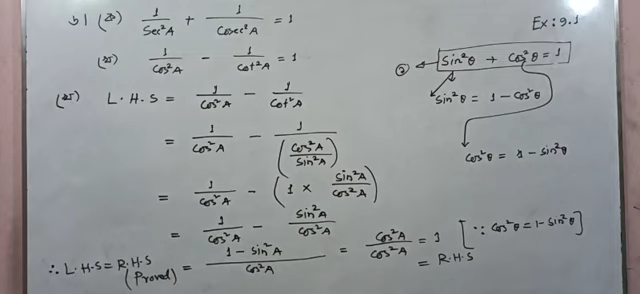 ৬। (ক) 1/Sec²A + 1/Cosec²A = 1
Ex: 9.1
(খ) 1/Cos²A − 1/Cot²A = 1
② Sin²θ + Cos²θ = 1
Sin²θ = 1 − Cos²θ
Cos²θ = 1 − Sin²θ
(খ) L.H.S = 1/Cos²A − 1/Cot²A
= 1/Cos²A − 1/(Cos²A/Sin²A)
= 1/Cos²A − (1 × Sin²A/Cos²A)
= 1/Cos²A − Sin²A/Cos²A
= (1 − Sin²A)/Cos²A = Cos²A/Cos²A = 1 [∵ Cos²θ = 1 − Sin²θ]
= R.H.S
∴ L.H.S = R.H.S
(Proved)